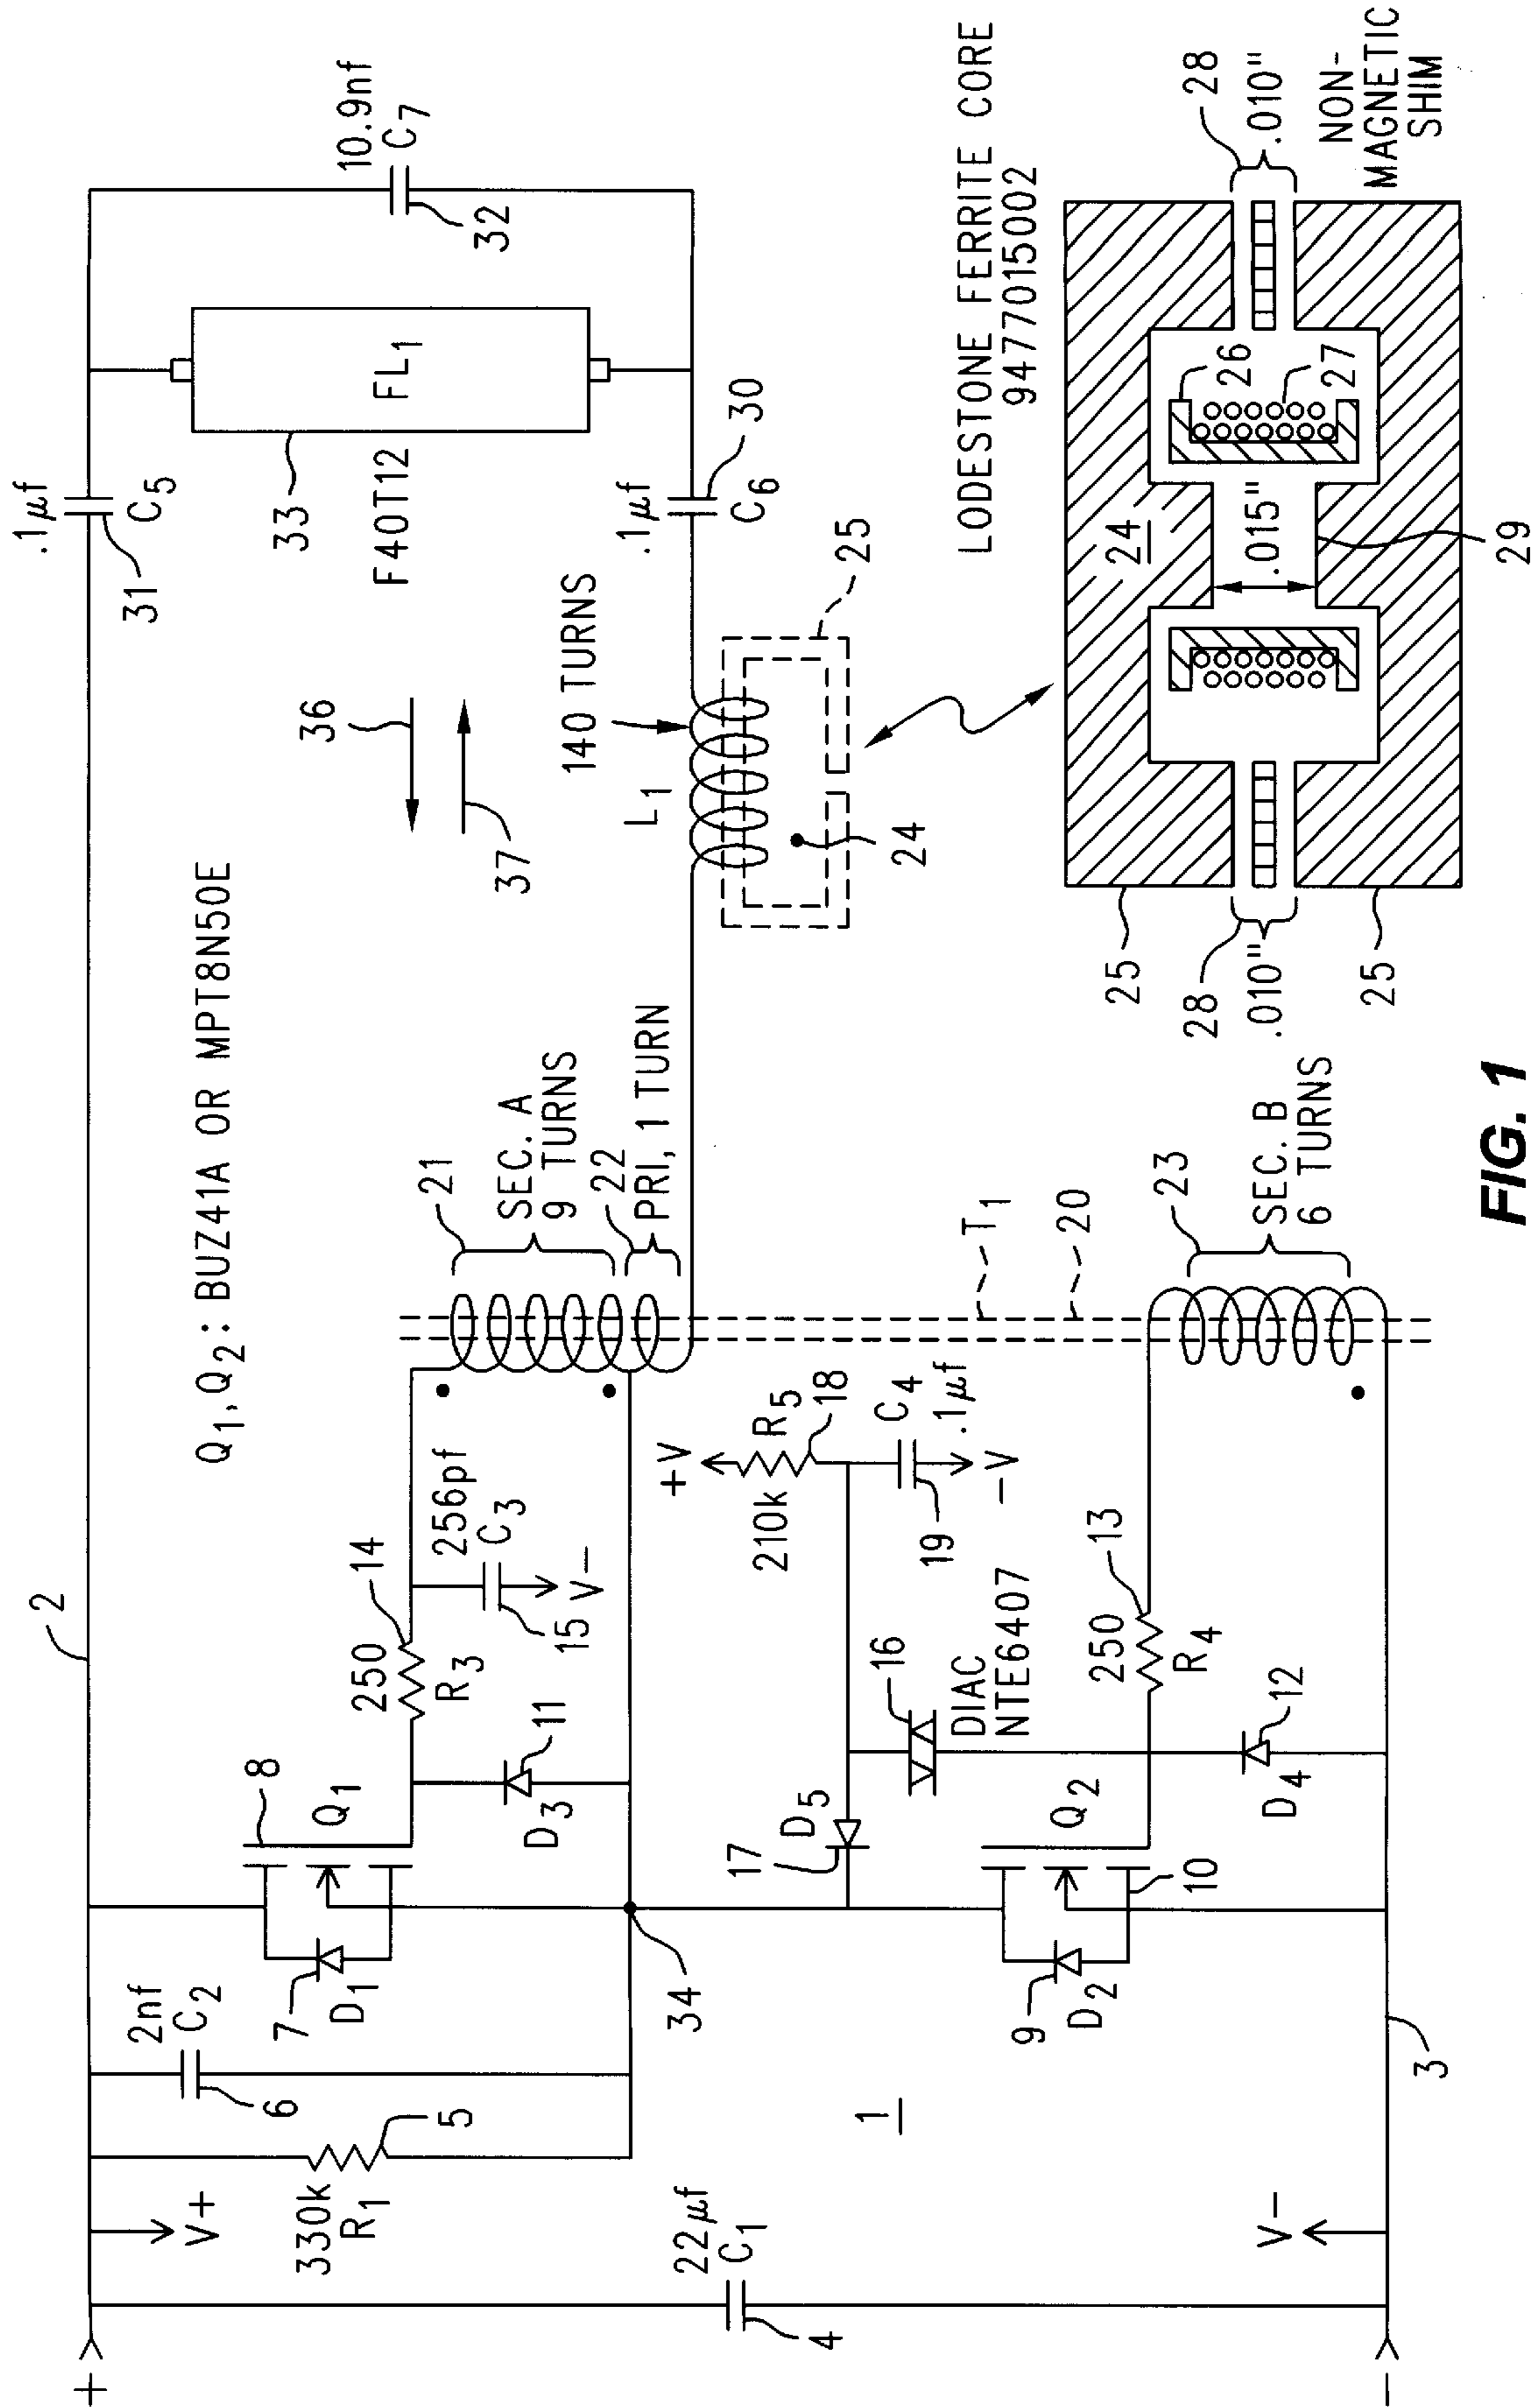 +
-
V+
V-
330k
R1
5
22µf
C1
4
2nf
C2
6
2
3
1
7
D1
8
Q1
34
9
D2
10
Q2
17
D5
D3
11
250
R3
14
256pf
C3
15
V-
16
DIAC
NTE6407
D4
12
250
R4
13
+V
210k
R5
18
19
C4
.1µf
-V
Q1,Q2: BUZ41A OR MPT8N50E
21
SEC. A
9 TURNS
22
PRI, 1 TURN
T1
20
23
SEC. B
6 TURNS
36
37
L1
140 TURNS
24
25
.1µf
C5
31
33
F40T12
FL1
.1µf
C6
30
10.9nf
C7
32
LODESTONE FERRITE CORE
9477015002
25
24
28
.010"
25
.015"
29
26
27
28
.010"
NON-
MAGNETIC
SHIM
FIG. 1